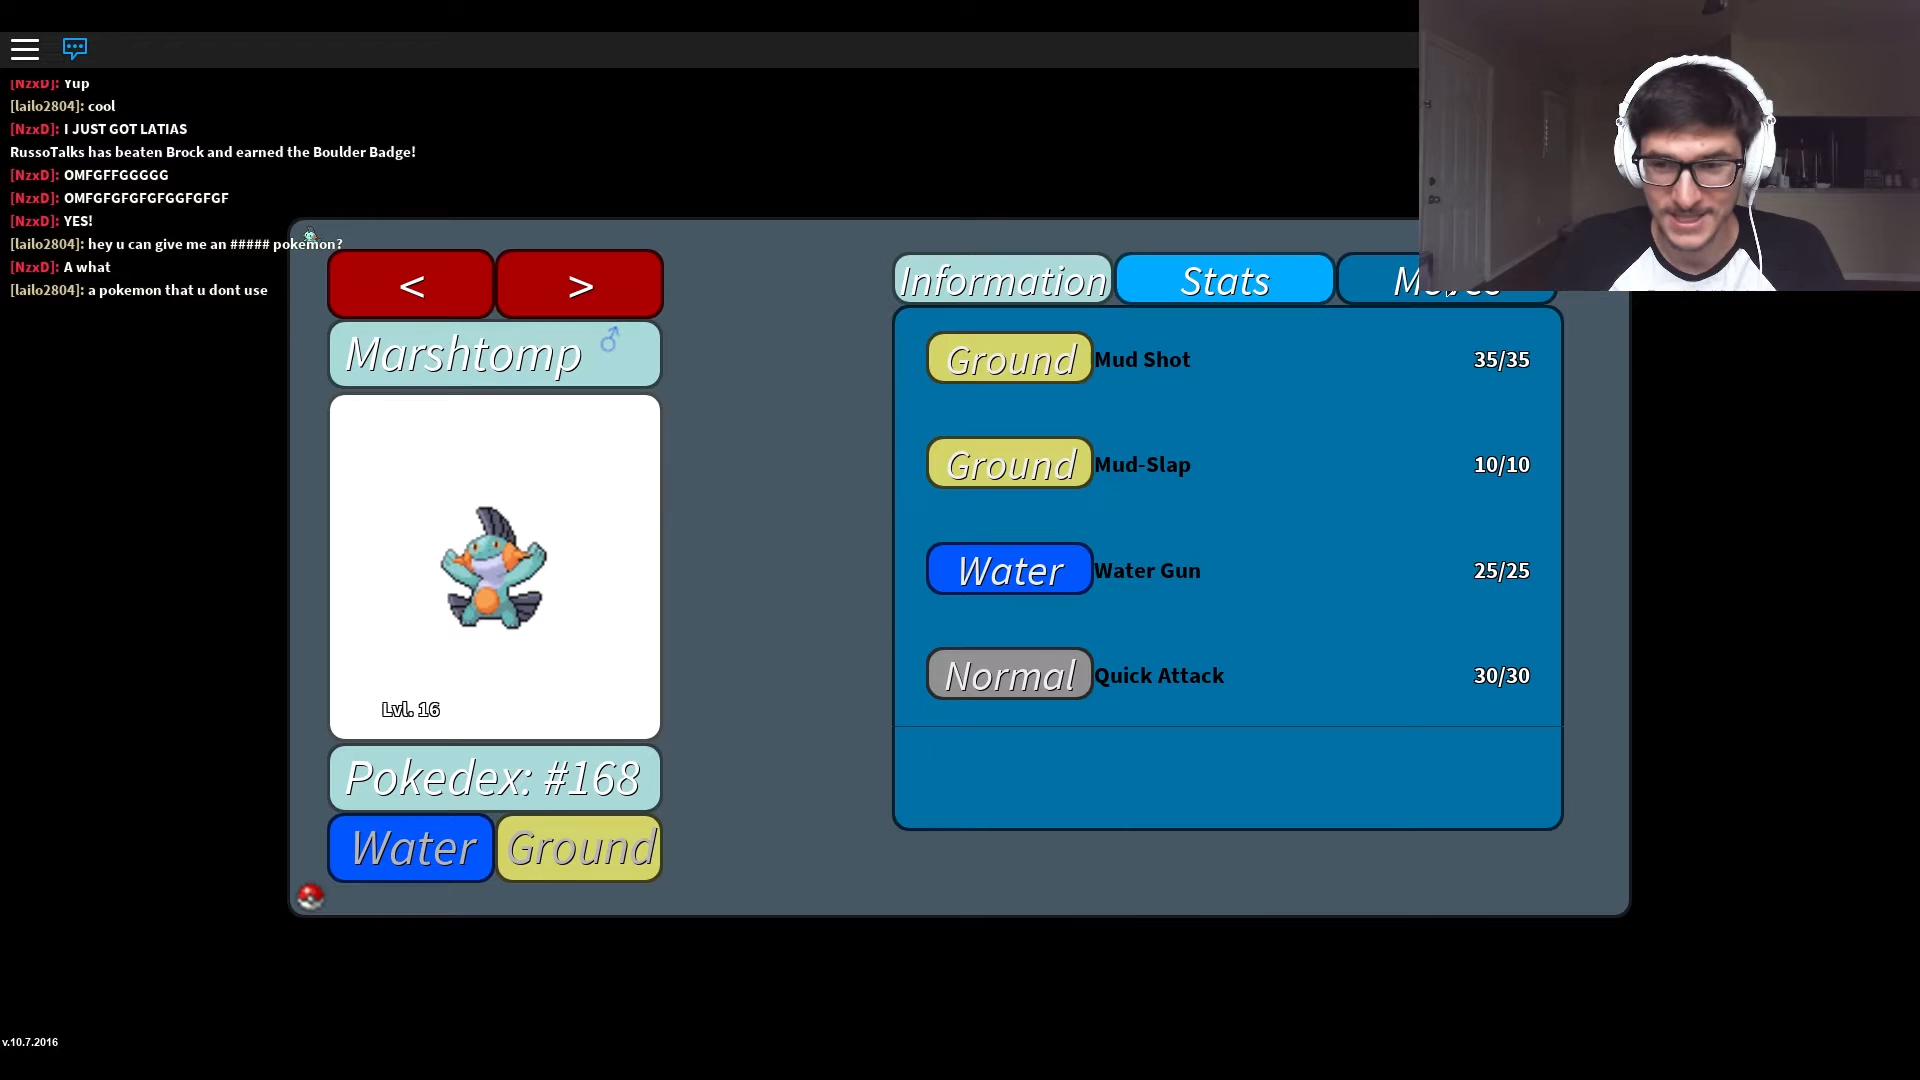 [NzxD]: Yup
[lailo2804]: cool
[NzxD]: I JUST GOT LATIAS
RussoTalks has beaten Brock and earned the Boulder Badge!
[NzxD]: OMFGFFGGGGG
[NzxD]: OMFGFGFGFGFGGFGFGF
[NzxD]: YES!
[lailo2804]: hey u can give me an ##### pokemon?
[NzxD]: A what
[lailo2804]: a pokemon that u dont use
< >
Marshtomp ♂
Lvl. 16
Pokedex: #168
Water Ground
Information Stats
Ground Mud Shot 35/35
Ground Mud-Slap 10/10
Water Water Gun 25/25
Normal Quick Attack 30/30
v.10.7.2016